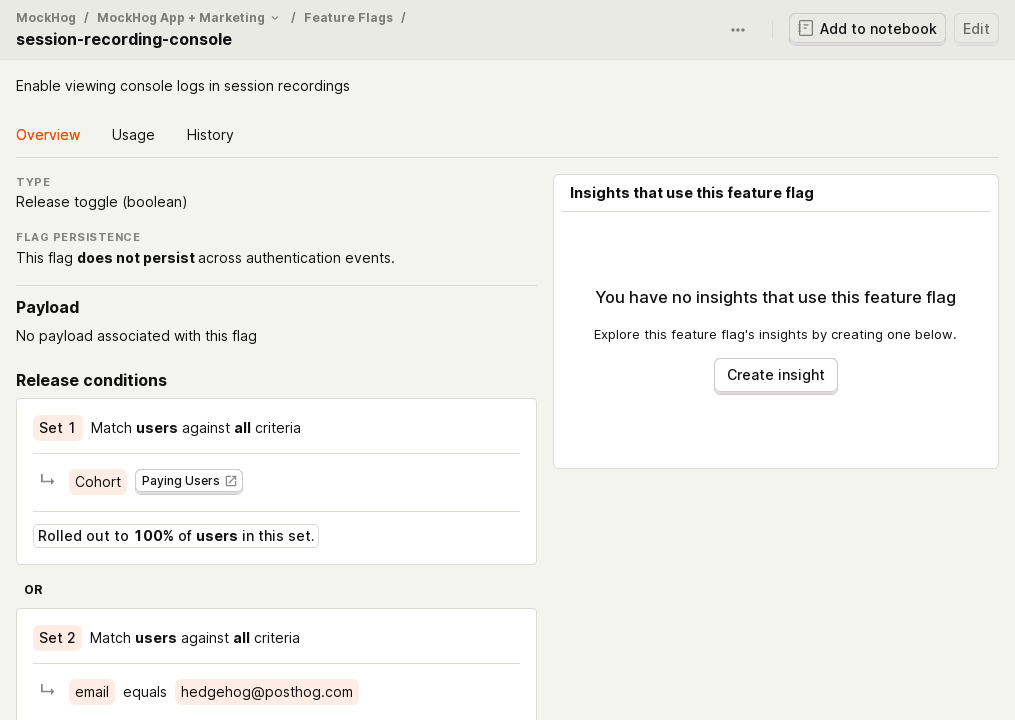 MockHog / MockHog App + Marketing / Feature Flags /
session-recording-console
Add to notebook
Edit
Enable viewing console logs in session recordings
Overview Usage History
TYPE
Release toggle (boolean)
FLAG PERSISTENCE
This flag does not persist across authentication events.
Payload
No payload associated with this flag
Release conditions
Set 1 Match users against all criteria
Cohort Paying Users
Rolled out to 100% of users in this set.
OR
Set 2 Match users against all criteria
email equals hedgehog@posthog.com
Insights that use this feature flag
You have no insights that use this feature flag
Explore this feature flag's insights by creating one below.
Create insight